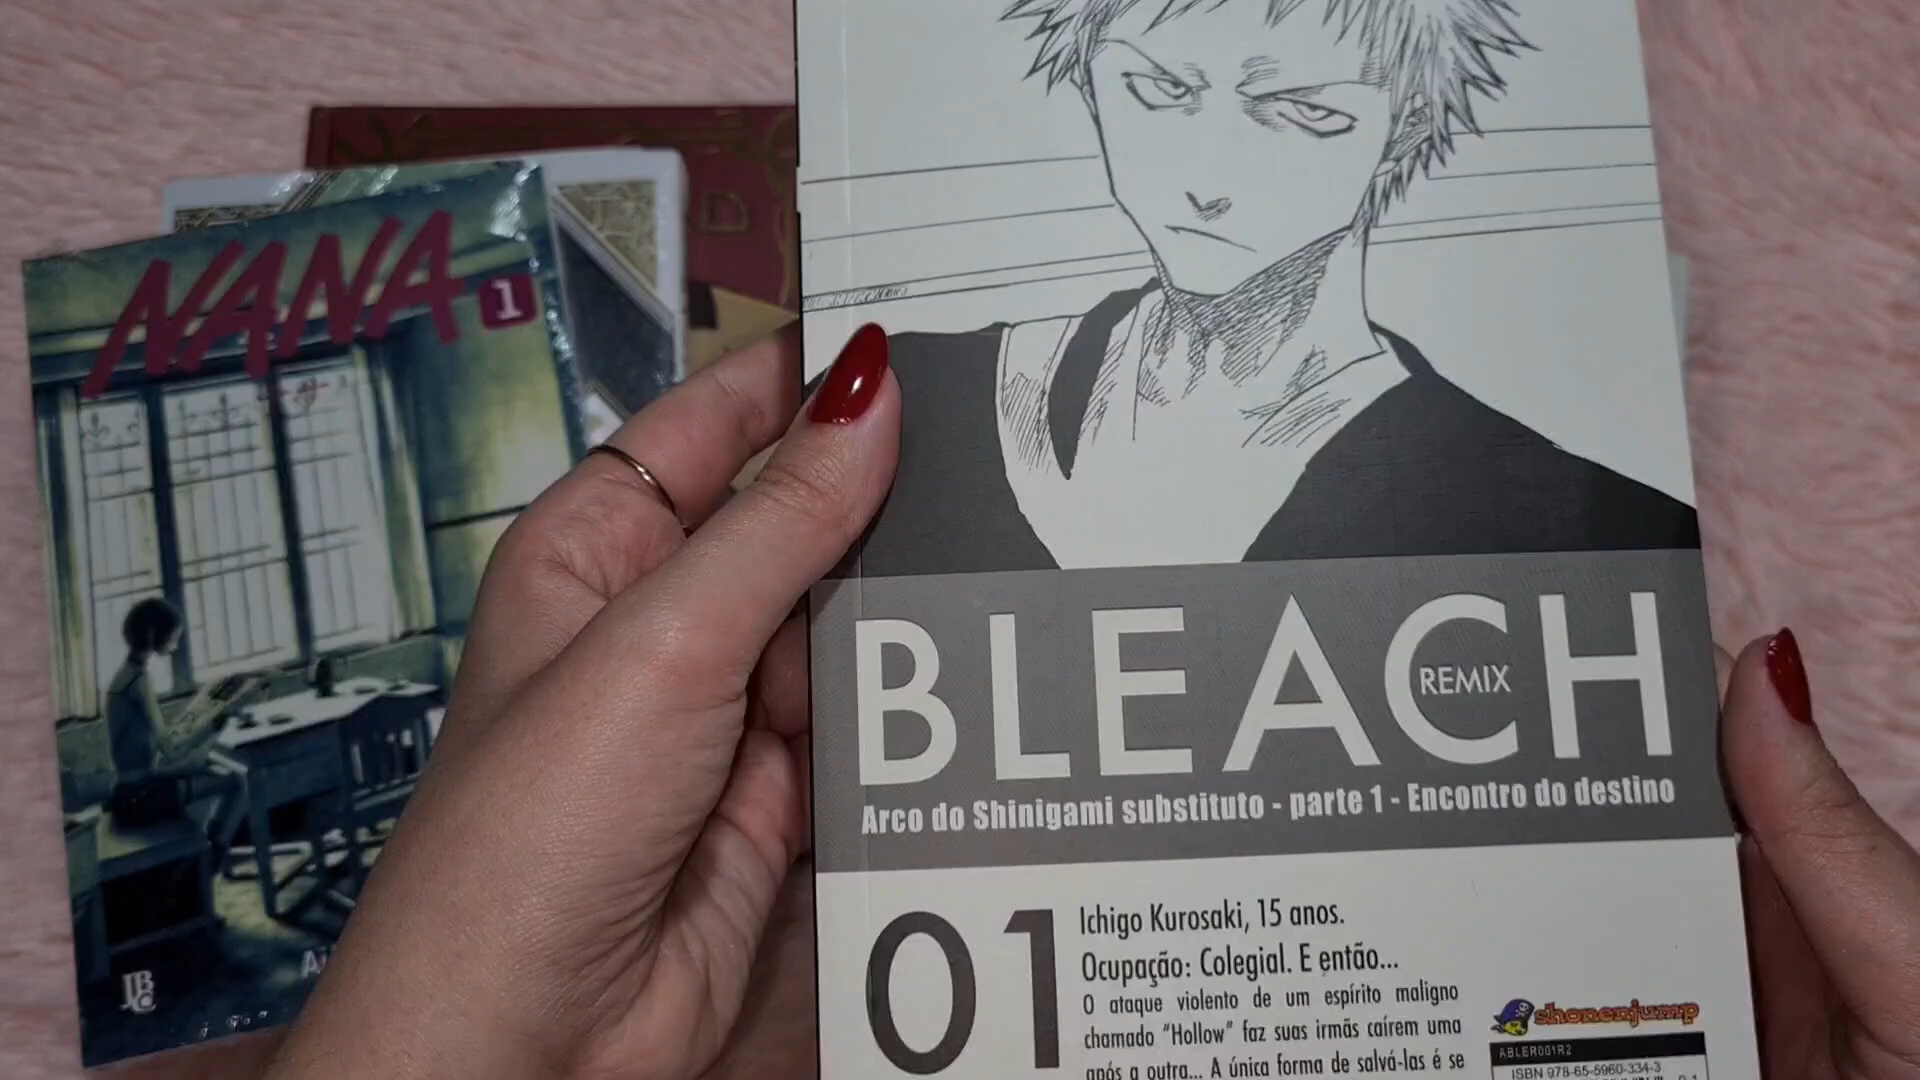 NANA
1
JBC
BLEACH
REMIX
Arco do Shinigami substituto - parte 1 - Encontro do destino
01
Ichigo Kurosaki, 15 anos.
Ocupação: Colegial. E então...
O ataque violento de um espírito maligno
chamado “Hollow” faz suas irmãs caírem uma
após a outra... A única forma de salvá-las é se
shonenjump
ABLER001R2
ISBN 978-65-5960-334-3